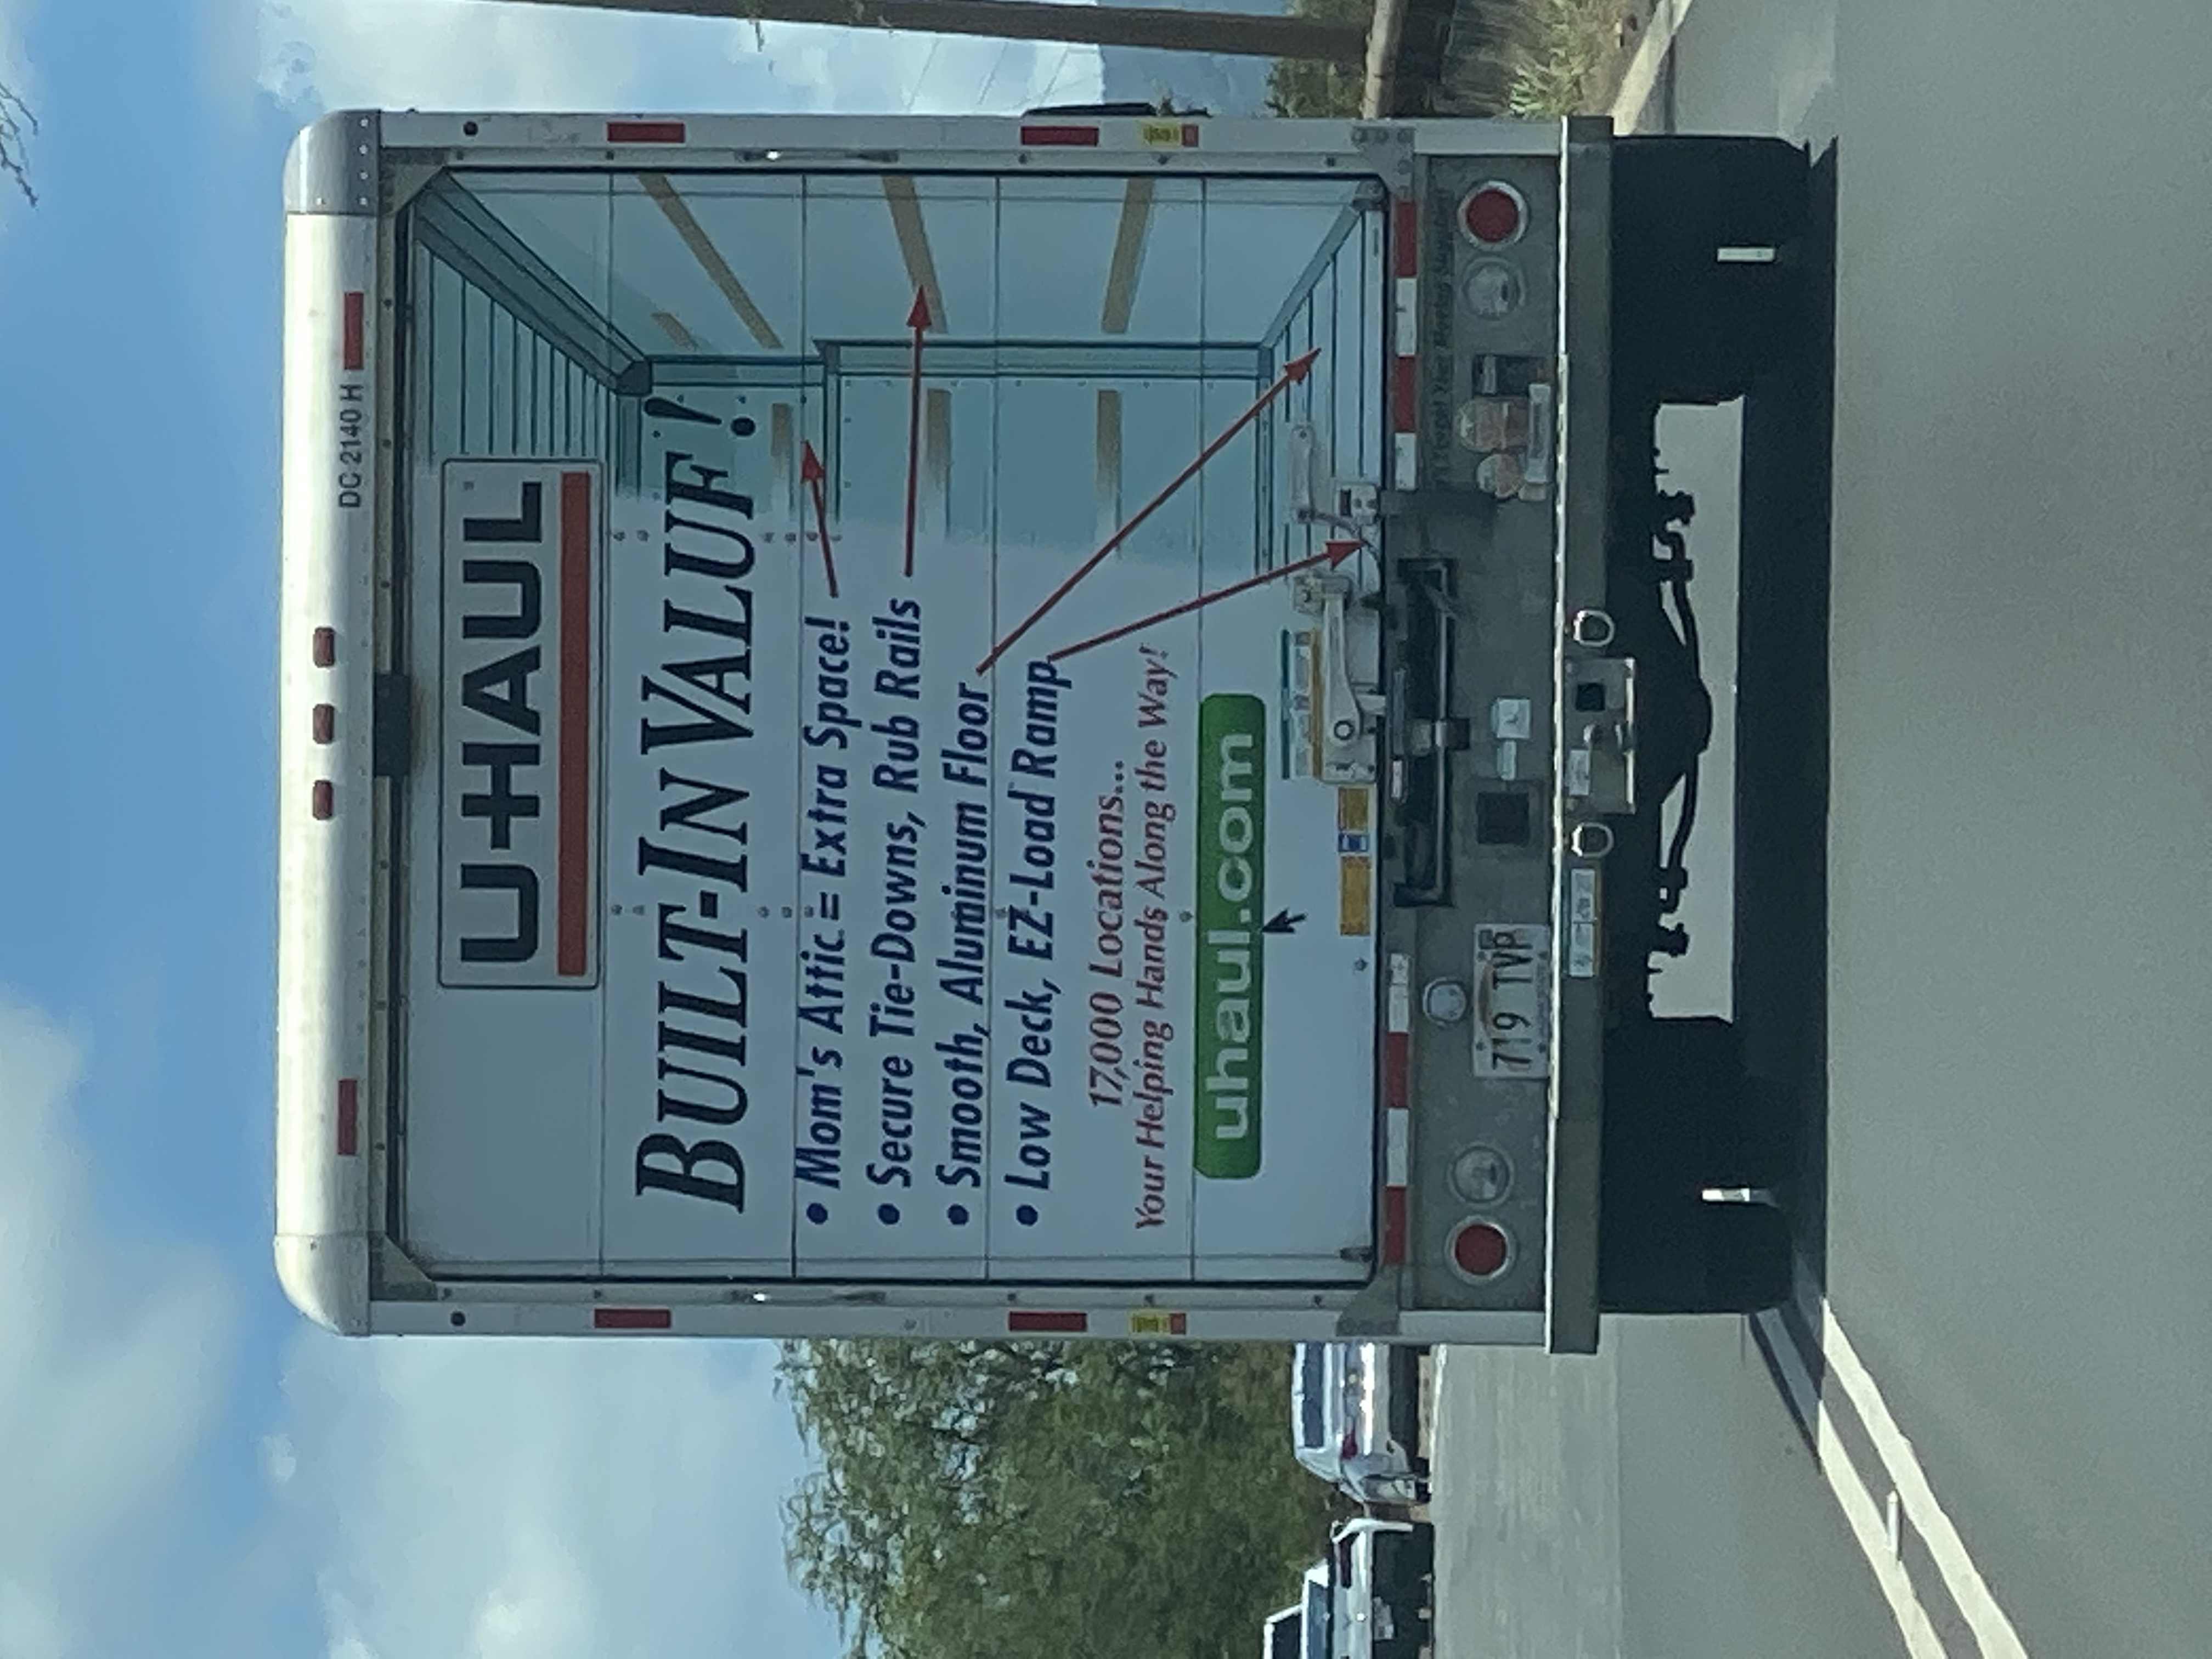 DC 2140 H
U-HAUL
BUILT-IN VALUE!
• Mom's Attic = Extra Space!
• Secure Tie-Downs, Rub Rails
• Smooth, Aluminum Floor
• Low Deck, EZ-Load Ramp
17,000 Locations...
Your Helping Hands Along the Way!
uhaul.com
719 TVP